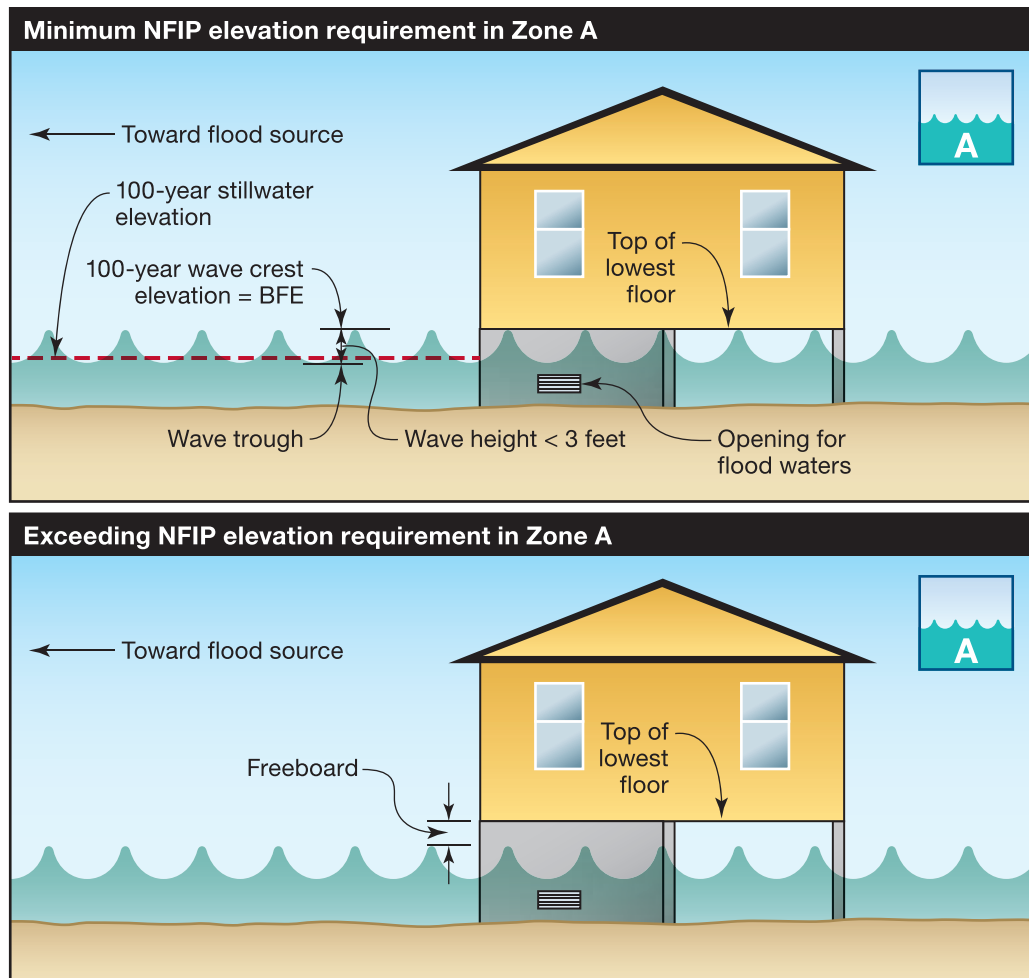 Minimum NFIP elevation requirement in Zone A
A
Toward flood source
100-year stillwater
elevation
100-year wave crest
elevation = BFE
Top of
lowest
floor
Wave trough
Wave height < 3 feet
Opening for
flood waters
Exceeding NFIP elevation requirement in Zone A
A
Toward flood source
Top of
lowest
floor
Freeboard